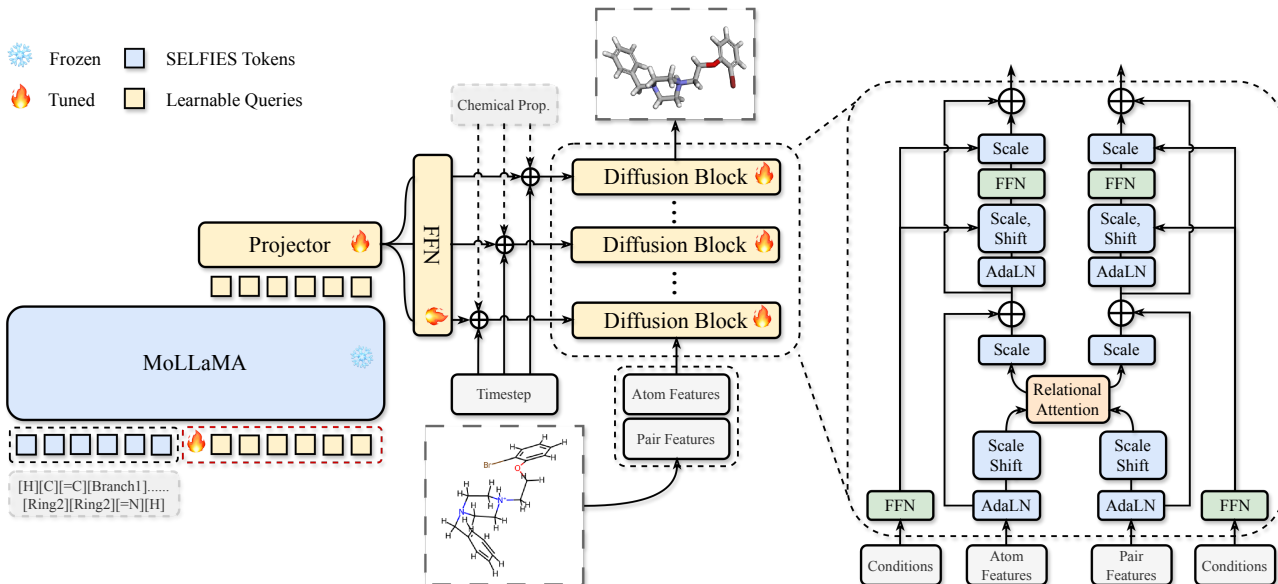 Frozen
SELFIES Tokens
Tuned
Learnable Queries
Chemical Prop.
Projector
FFN
MoLLaMA
[H][C][=C][Branch1]......
[Ring2][Ring2][=N][H]
Timestep
Diffusion Block
Diffusion Block
Diffusion Block
Atom Features
Pair Features
Scale
Scale
FFN
FFN
Scale,
Shift
Scale,
Shift
AdaLN
AdaLN
Scale
Scale
Relational
Attention
Scale
Shift
Scale
Shift
FFN
AdaLN
AdaLN
FFN
Conditions
Atom
Features
Pair
Features
Conditions